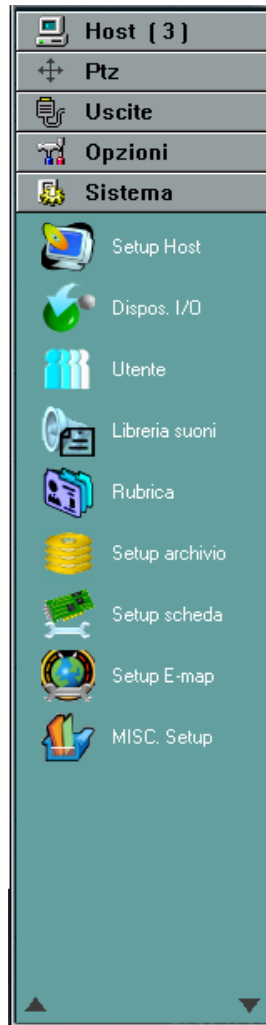 Host ( 3 )
Ptz
Uscite
Opzioni
Sistema
Setup Host
Dispos. I/O
Utente
Libreria suoni
Rubrica
Setup archivio
Setup scheda
Setup E-map
MISC. Setup